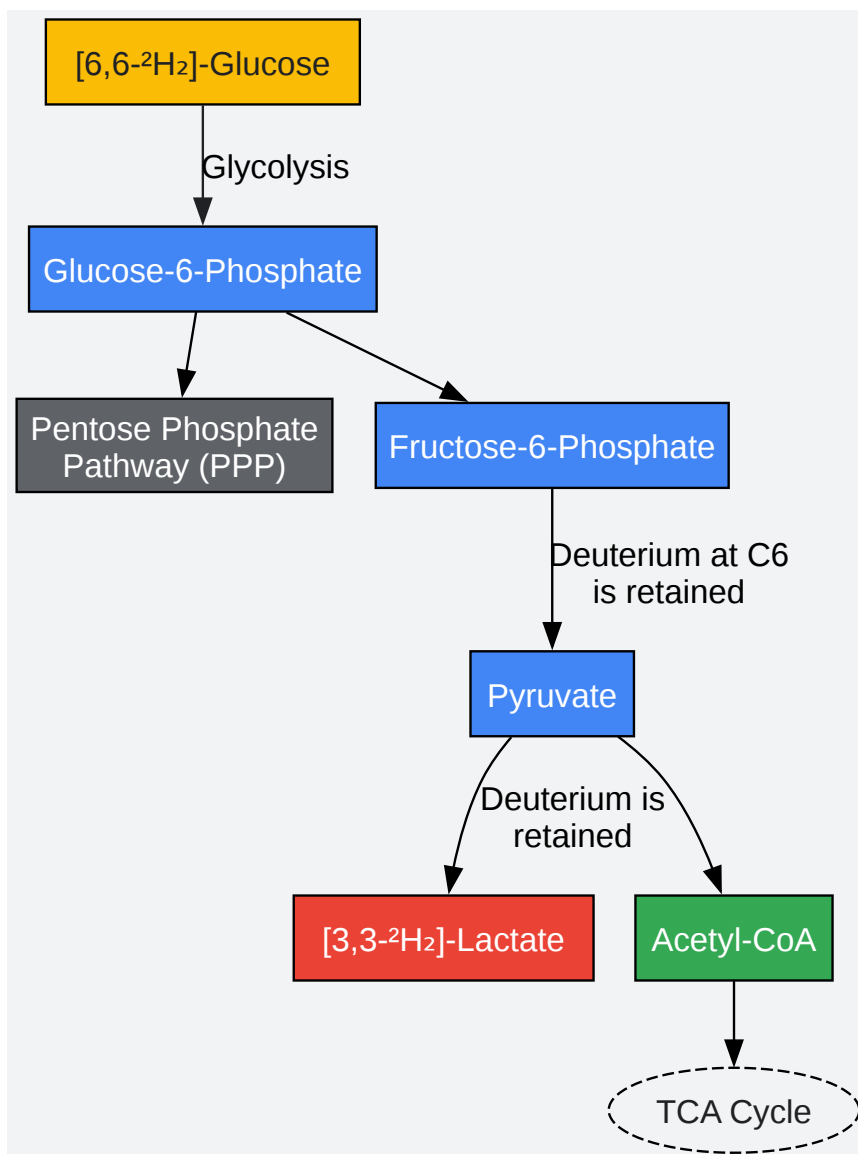 [6,6-²H₂]-Glucose
Glycolysis
Glucose-6-Phosphate
Pentose Phosphate
Pathway (PPP)
Fructose-6-Phosphate
Deuterium at C6
is retained
Pyruvate
Deuterium is
retained
[3,3-²H₂]-Lactate
Acetyl-CoA
TCA Cycle